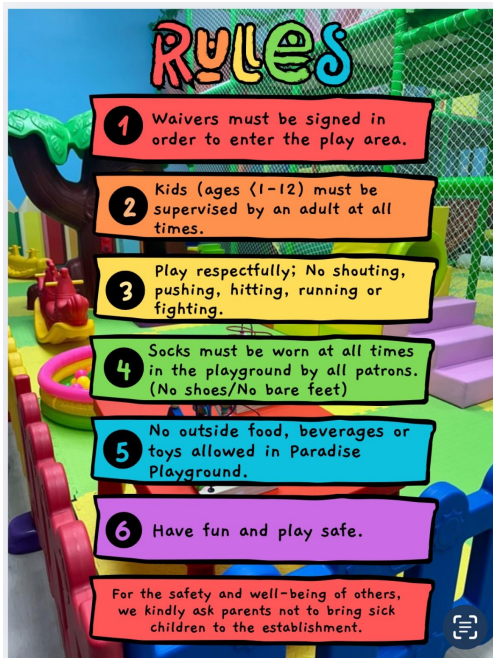 RULES
1 Waivers must be signed in
order to enter the play area.
2 Kids (ages <1-12) must be
supervised by an adult at all
times.
3 Play respectfully; No shouting,
pushing, hitting, running or
fighting.
4 Socks must be worn at all times
in the playground by all patrons.
(No shoes/No bare feet)
5 No outside food, beverages or
toys allowed in Paradise
Playground.
6 Have fun and play safe.
For the safety and well-being of others,
we kindly ask parents not to bring sick
children to the establishment.